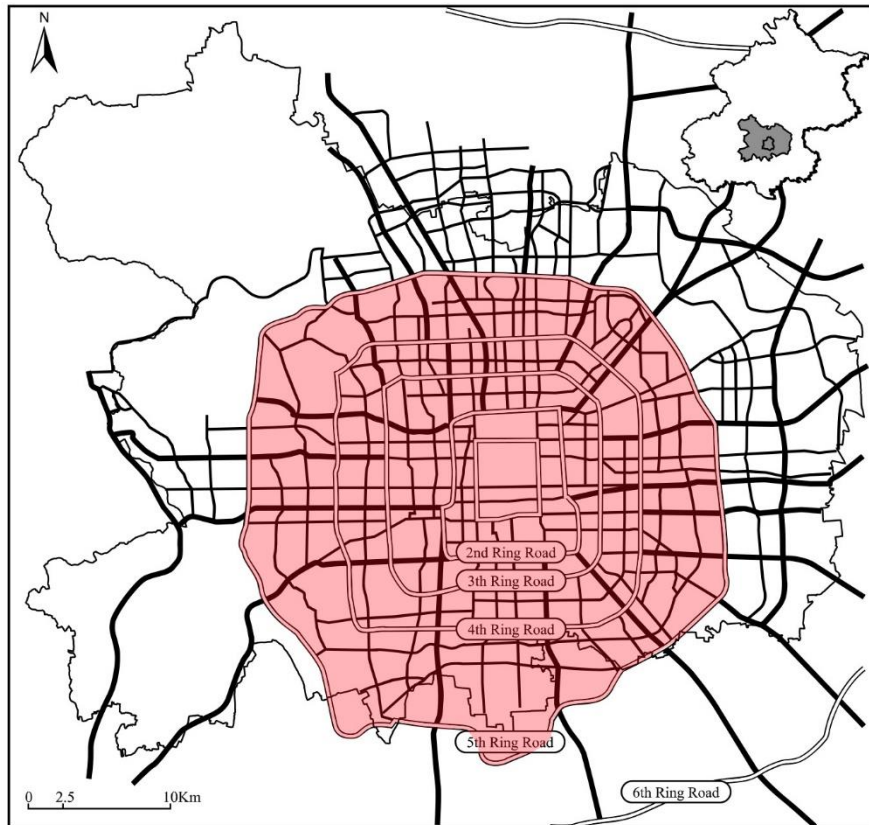 N
2nd Ring Road
3th Ring Road
4th Ring Road
5th Ring Road
6th Ring Road
0 2.5 10Km